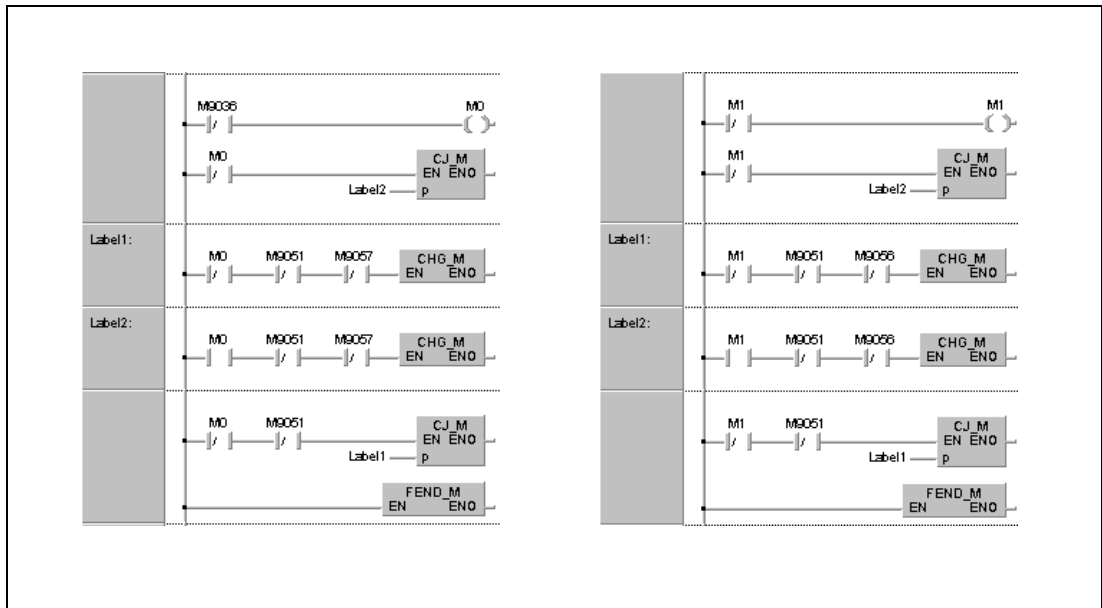 M9036 M0
M0 CJ_M
EN ENO
Label2 p
Label1:
M0 M9051 M9057 CHG_M
EN ENO
Label2:
M0 M9051 M9057 CHG_M
EN ENO
M0 M9051 CJ_M
EN ENO
Label1 p
FEND_M
EN ENO
M1 M1
M1 CJ_M
EN ENO
Label2 p
Label1:
M1 M9051 M9056 CHG_M
EN ENO
Label2:
M1 M9051 M9056 CHG_M
EN ENO
M1 M9051 CJ_M
EN ENO
Label1 p
FEND_M
EN ENO